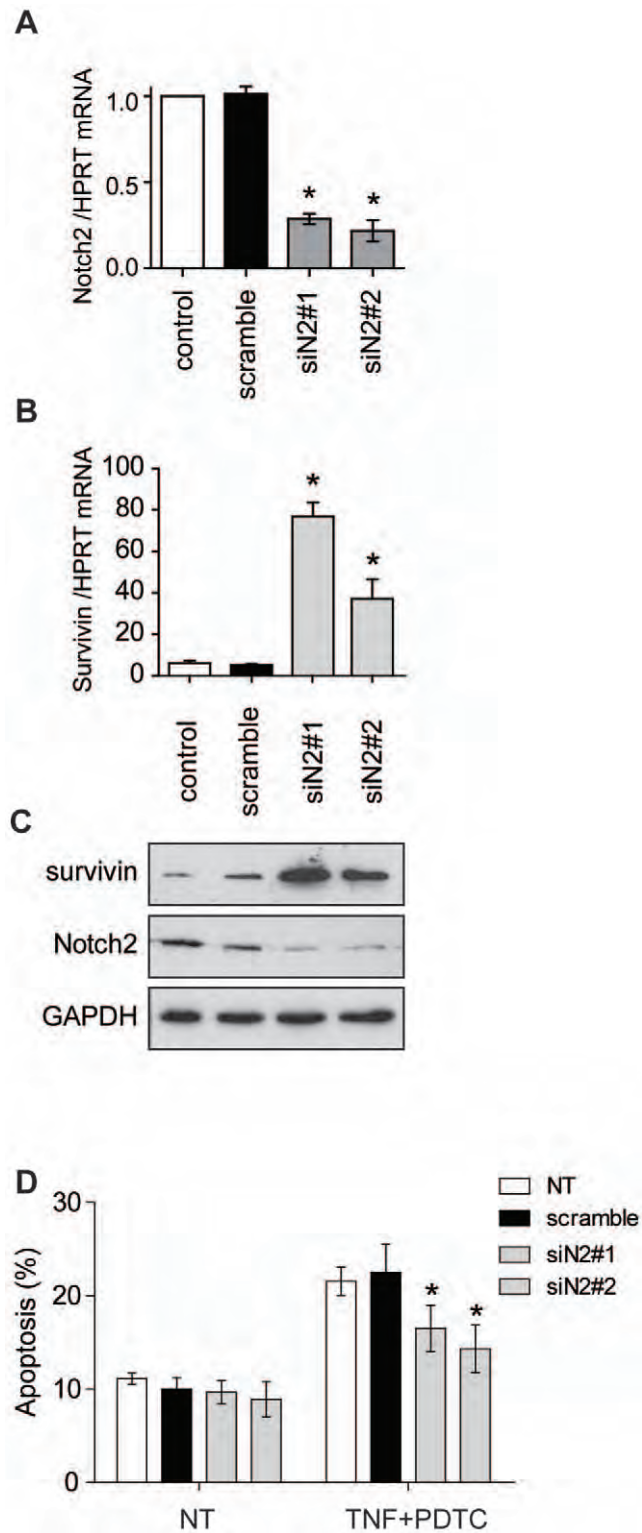 A
Notch2 /HPRT mRNA
1.0
0.5
0.0
*
*
control
scramble
siN2#1
siN2#2
B
Survivin /HPRT mRNA
100
80
60
40
20
0
*
*
control
scramble
siN2#1
siN2#2
C
survivin
Notch2
GAPDH
D
Apoptosis (%)
30
20
10
0
*
*
NT
scramble
siN2#1
siN2#2
NT
TNF+PDTC